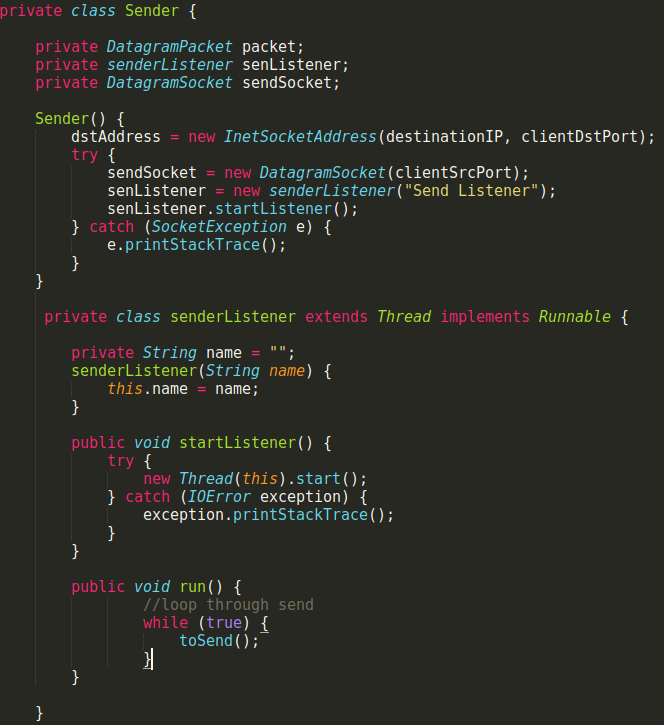 private class Sender {
private DatagramPacket packet;
private senderListener senListener;
private DatagramSocket sendSocket;
Sender() {
dstAddress = new InetSocketAddress(destinationIP, clientDstPort);
try {
sendSocket = new DatagramSocket(clientSrcPort);
senListener = new senderListener("Send Listener");
senListener.startListener();
} catch (SocketException e) {
e.printStackTrace();
}
}
private class senderListener extends Thread implements Runnable {
private String name = "";
senderListener(String name) {
this.name = name;
}
public void startListener() {
try {
new Thread(this).start();
} catch (IOError exception) {
exception.printStackTrace();
}
}
public void run() {
//loop through send
while (true) {
toSend();
}
}
}